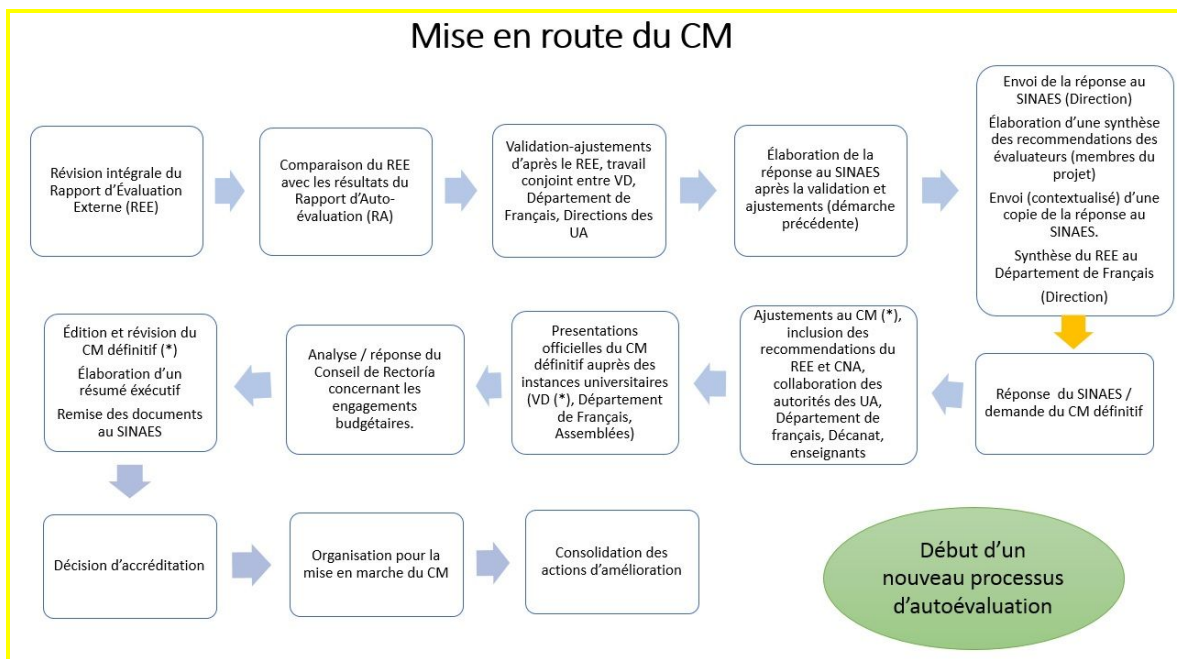 Mise en route du CM
Révision intégrale du
Rapport d'Évaluation
Externe (REE)
Comparaison du REE
avec les résultats du
Rapport d'Auto-
évaluation (RA)
Validation-ajustements
d'après le REE, travail
conjoint entre VD,
Département de
Français, Directions des
UA
Élaboration de la
réponse au SINAES
après la validation et
ajustements (démarche
précédente)
Envoi de la réponse au
SINAES (Direction)
Élaboration d'une synthèse
des recommendations des
évaluateurs (membres du
projet)
Envoi (contextualisé) d'une
copie de la réponse au
SINAES.
Synthèse du REE au
Département de Français
(Direction)
Réponse du SINAES /
demande du CM définitif
Ajustements au CM (*),
inclusion des
recommendations du
REE et CNA,
collaboration des
autorités des UA,
Département de
français, Décanat,
enseignants
Presentations
officielles du CM
définitif auprès des
instances universitaires
(VD (*), Département
de Français,
Assemblées)
Analyse / réponse du
Conseil de Rectoría
concernant les
engagements
budgétaires.
Édition et révision du
CM définitif (*)
Élaboration d'un
résumé éxécutif
Remise des documents
au SINAES
Décision d'accréditation
Organisation pour la
mise en marche du CM
Consolidation des
actions d'amélioration
Début d'un
nouveau processus
d'autoévaluation